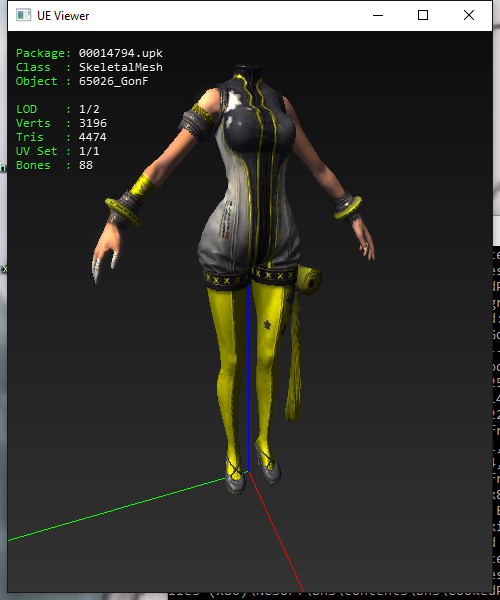 UE Viewer
Package: 00014794.upk
Class : SkeletalMesh
Object : 65026_GonF
LOD : 1/2
Verts : 3196
Tris : 4474
UV Set : 1/1
Bones : 88